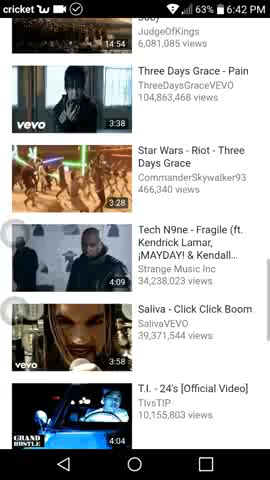 cricket 63% 6:42 PM
14:54
JudgeOfKings
6,081,085 views
Three Days Grace - Pain
ThreeDaysGraceVEVO
104,863,468 views
vevo
3:38
Star Wars - Riot - Three
Days Grace
CommanderSkywalker93
466,340 views
3:28
Tech N9ne - Fragile (ft.
Kendrick Lamar,
¡MAYDAY! & Kendall...
Strange Music Inc
34,238,023 views
4:09
Saliva - Click Click Boom
SalivaVEVO
39,371,544 views
vevo
3:58
T.I. - 24's [Official Video]
TIvsTIP
10,155,803 views
GRAND
HUSTLE
4:04